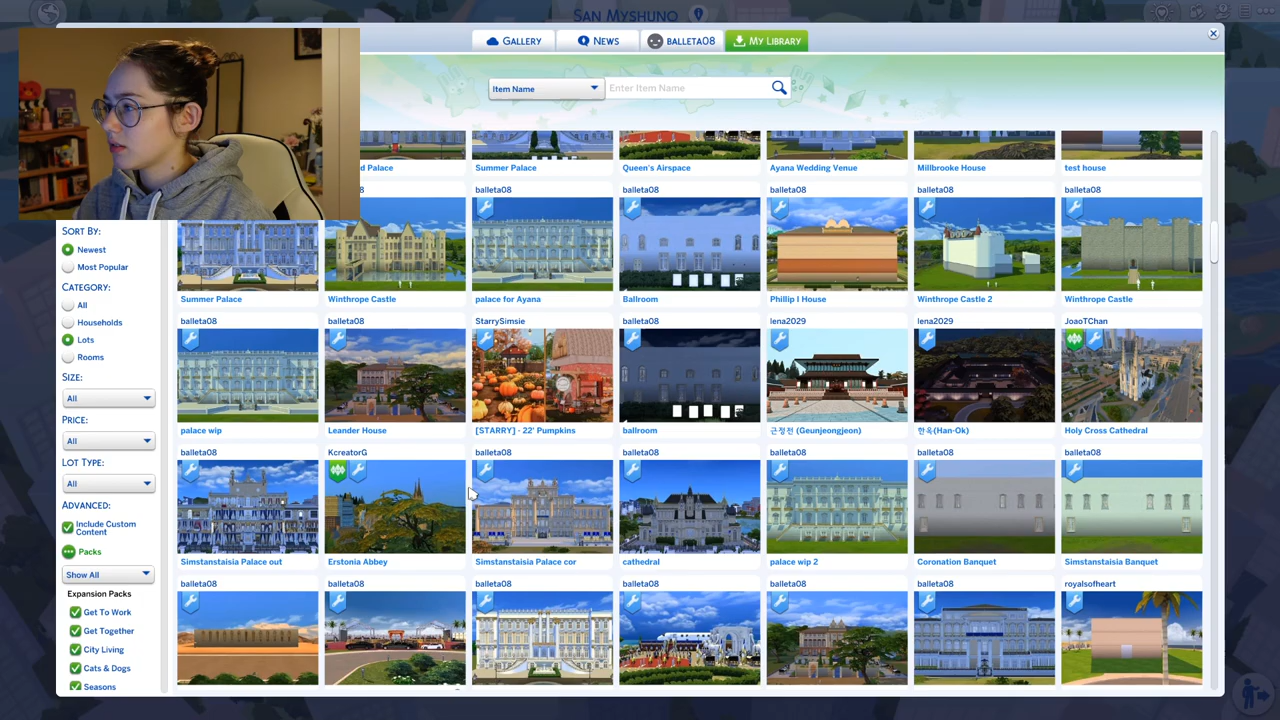 SAN MYSHUNO
GALLERY
NEWS
BALLETA08
MY LIBRARY
Item Name
Enter Item Name
d Palace
Summer Palace
Queen's Airspace
Ayana Wedding Venue
Millbrooke House
test house
balleta08
balleta08
balleta08
balleta08
balleta08
SORT BY:
Newest
Most Popular
CATEGORY:
All
Households
Lots
Rooms
SIZE:
All
PRICE:
All
LOT TYPE:
All
ADVANCED:
Include Custom
Content
Packs
Show All
Expansion Packs
Get To Work
Get Together
City Living
Cats & Dogs
Seasons
Summer Palace
Winthrope Castle
palace for Ayana
Ballroom
Phillip I House
Winthrope Castle 2
Winthrope Castle
balleta08
balleta08
StarrySimsie
balleta08
lena2029
lena2029
JoaoTChan
palace wip
Leander House
[STARRY] - 22' Pumpkins
ballroom
근정전 (Geunjeongjeon)
한옥(Han-Ok)
Holy Cross Cathedral
balleta08
KcreatorG
balleta08
balleta08
balleta08
balleta08
balleta08
Simstanstaisia Palace out
Erstonia Abbey
Simstanstaisia Palace cor
cathedral
palace wip 2
Coronation Banquet
Simstanstaisia Banquet
balleta08
balleta08
balleta08
balleta08
balleta08
balleta08
royalsofheart